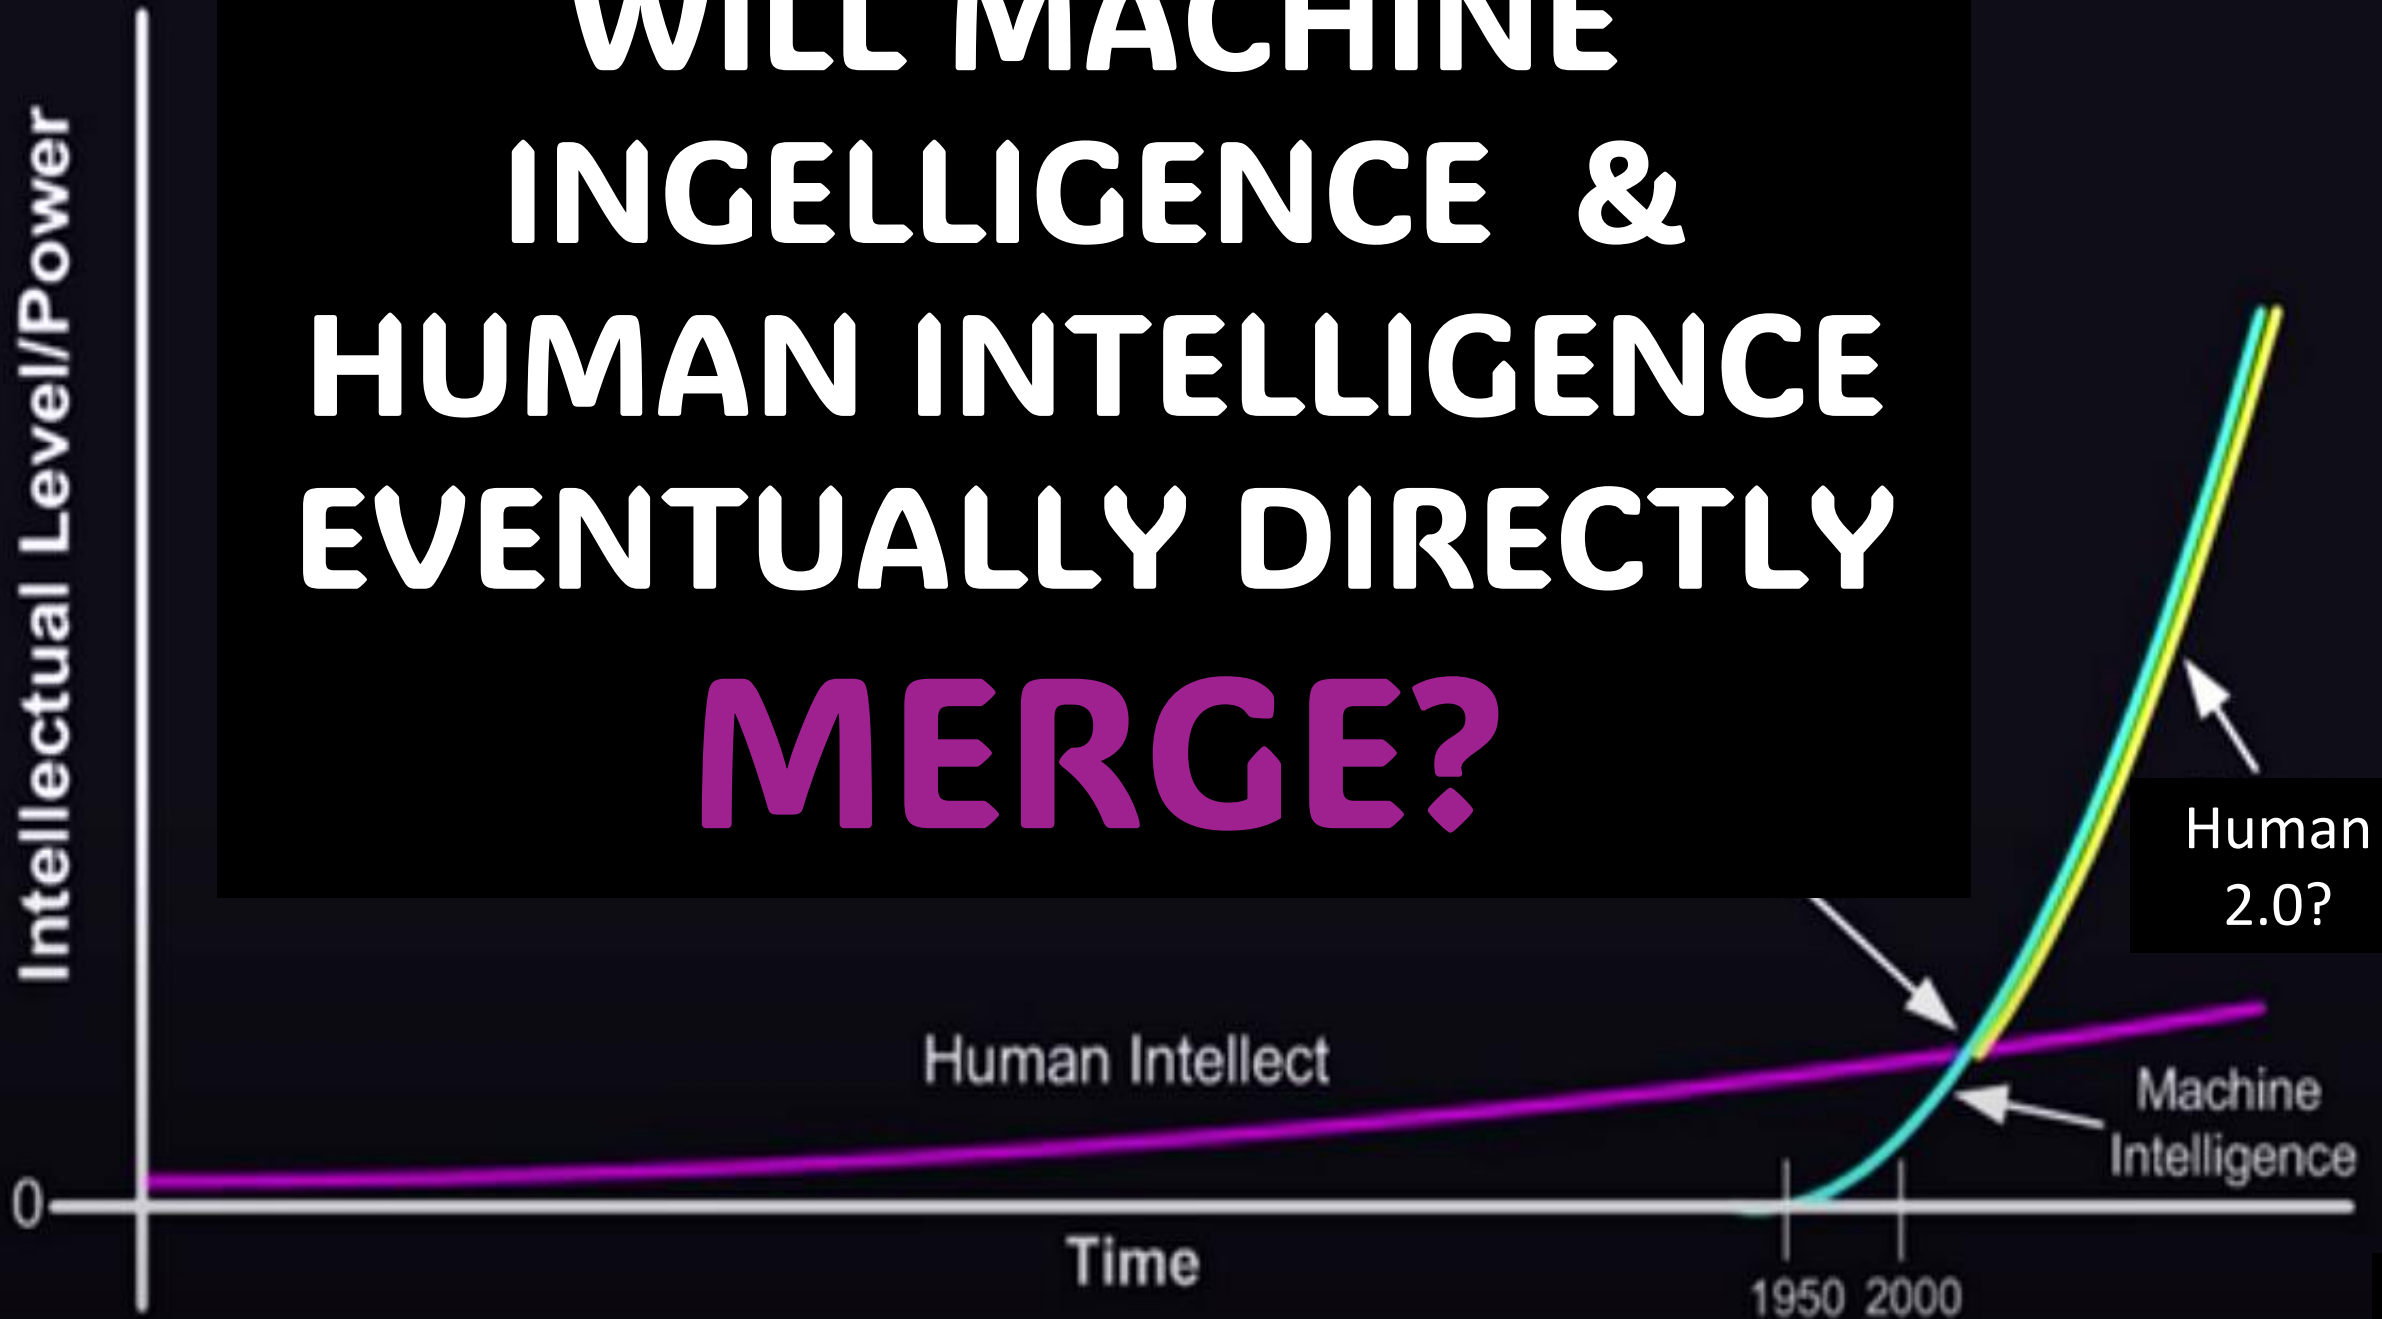 WILL MACHINE
INGELLIGENCE &
HUMAN INTELLIGENCE
EVENTUALLY DIRECTLY
MERGE?
Intellectual Level/Power
Human
2.0?
Human Intellect
Machine
Intelligence
0
Time
1950 2000